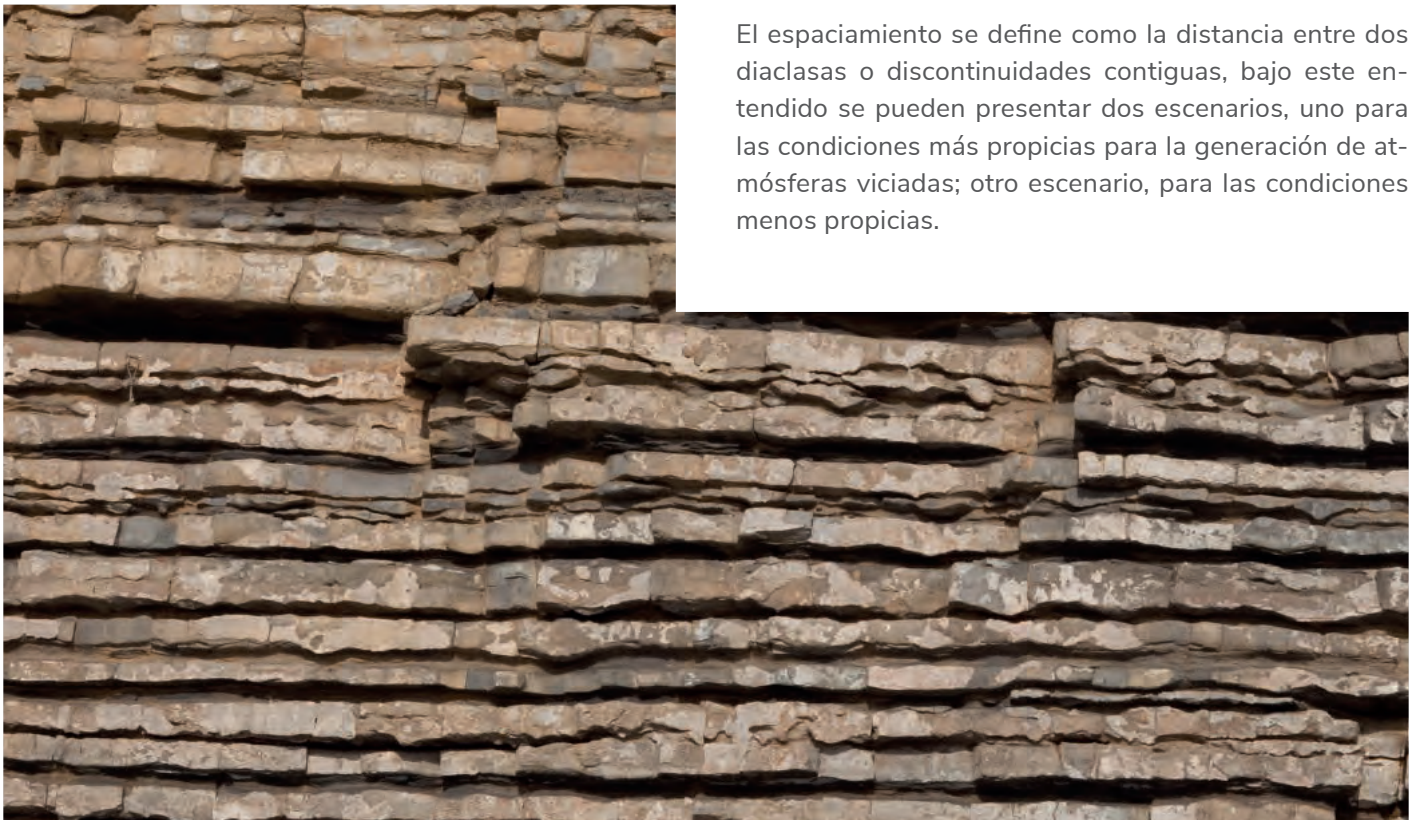 El espaciamiento se define como la distancia entre dos
diaclasas o discontinuidades contiguas, bajo este en-
tendido se pueden presentar dos escenarios, uno para
las condiciones más propicias para la generación de at-
mósferas viciadas; otro escenario, para las condiciones
menos propicias.